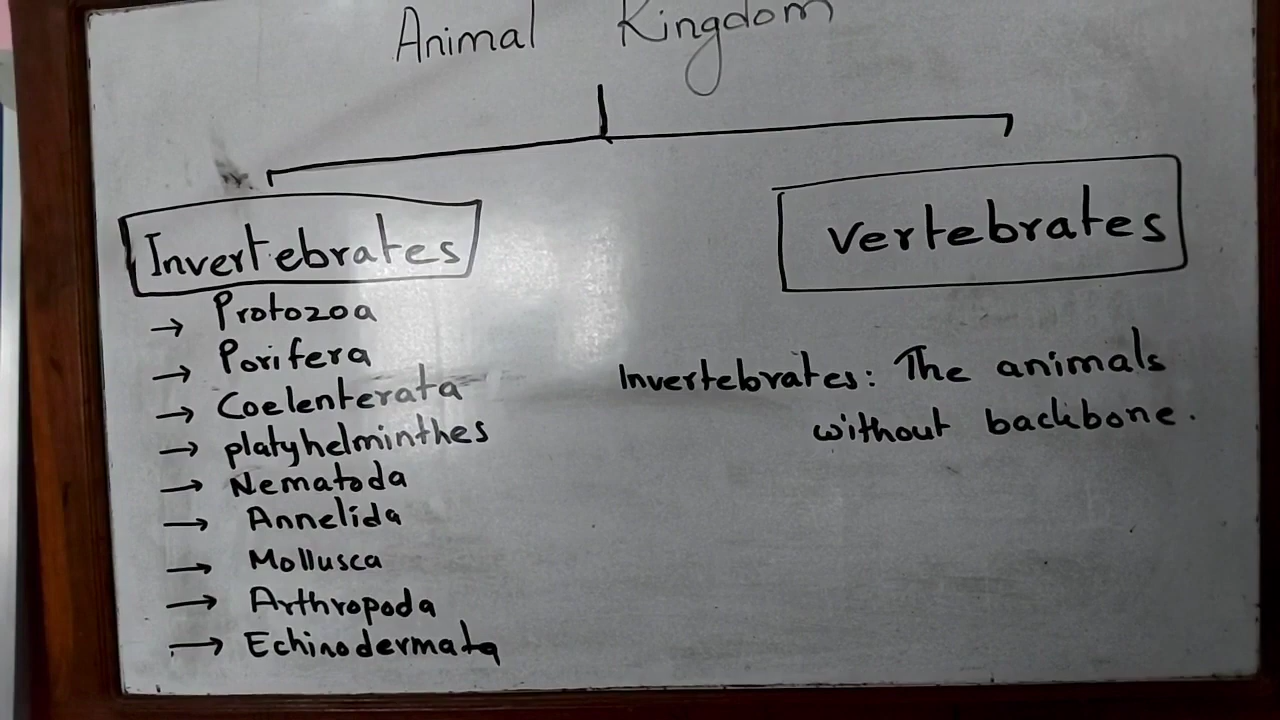 Animal Kingdom
Invertebrates
vertebrates
→ Protozoa
→ Porifera
→ Coelenterata
→ platyhelminthes
→ Nematoda
→ Annelida
→ Mollusca
→ Arthropoda
→ Echinodermata
Invertebrates: The animals
without backbone.